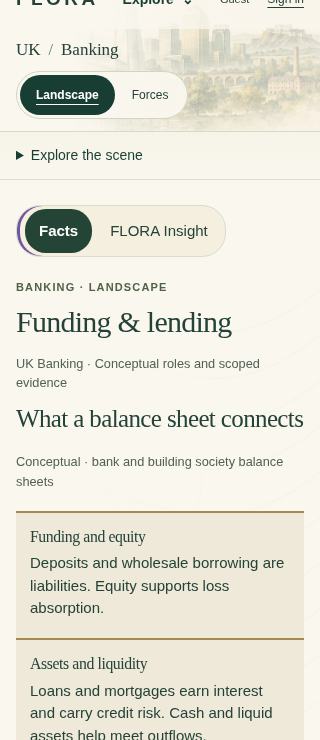 FLORA Explore Guest Sign in
UK / Banking
Landscape Forces
Explore the scene
Facts FLORA Insight
BANKING · LANDSCAPE
Funding & lending
UK Banking · Conceptual roles and scoped
evidence
What a balance sheet connects
Conceptual · bank and building society balance
sheets
Funding and equity
Deposits and wholesale borrowing are
liabilities. Equity supports loss
absorption.
Assets and liquidity
Loans and mortgages earn interest
and carry credit risk. Cash and liquid
assets help meet outflows.